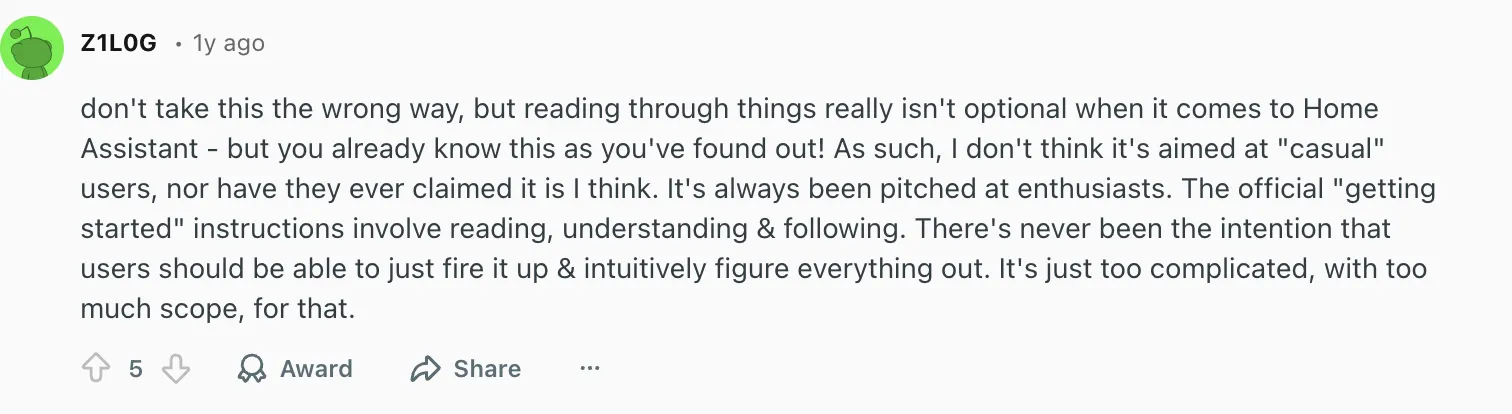 Z1L0G • 1y ago
don't take this the wrong way, but reading through things really isn't optional when it comes to Home
Assistant - but you already know this as you've found out! As such, I don't think it's aimed at "casual"
users, nor have they ever claimed it is I think. It's always been pitched at enthusiasts. The official "getting
started" instructions involve reading, understanding & following. There's never been the intention that
users should be able to just fire it up & intuitively figure everything out. It's just too complicated, with too
much scope, for that.
5 Award Share ...